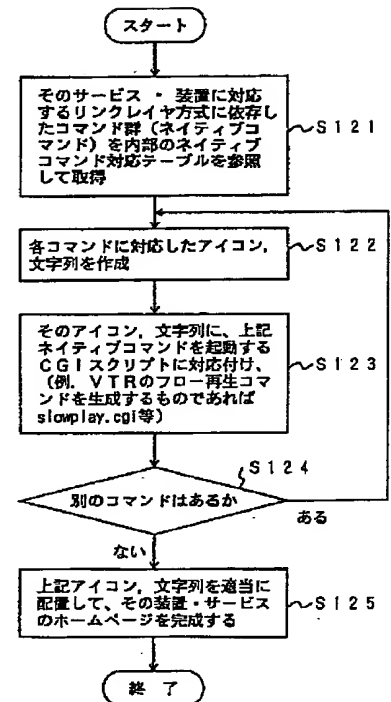 スタート
そのサービス・装置に対応
するリンクレイヤ方式に依存し
たコマンド群（ネイティブコ
マンド）を内部のネイティブ
コマンド対応テーブルを参照
して取得
S121
各コマンドに対応したアイコン，
文字列を作成
S122
そのアイコン，文字列に、上記
ネイティブコマンドを起動する
CGIスクリプトに対応付け、
（例．VTRのフロー再生コマ
ンドを生成するものであれば
slowplay.cgi等）
S123
S124
別のコマンドはあるか
ある
ない
上記アイコン，文字列を適当に
配置して、その装置・サービス
のホームページを完成する
S125
終了